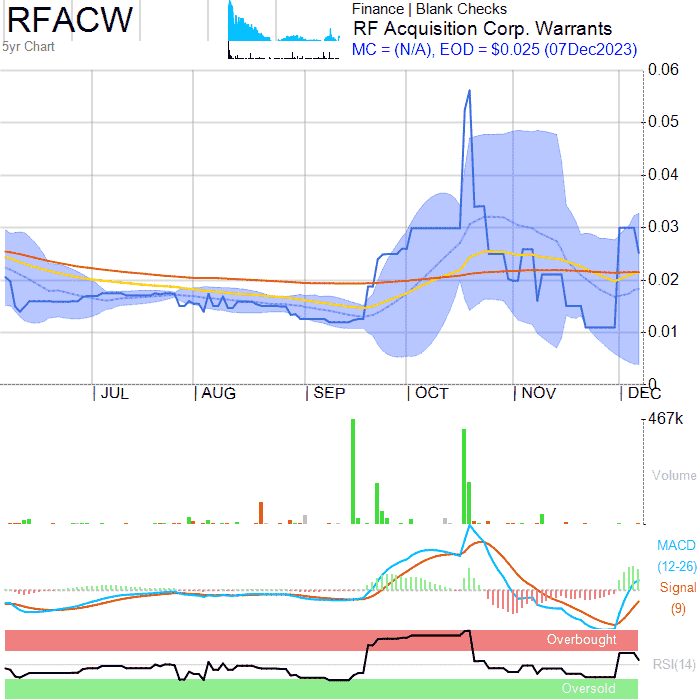 RFACW
5yr Chart
Finance | Blank Checks
RF Acquisition Corp. Warrants
MC = (N/A), EOD = $0.025 (07Dec2023)
0.06
0.05
0.04
0.03
0.02
0.01
0
JUL
AUG
SEP
OCT
NOV
DEC
467k
Volume
MACD
(12-26)
Signal
(9)
Overbought
RSI(14)
Oversold